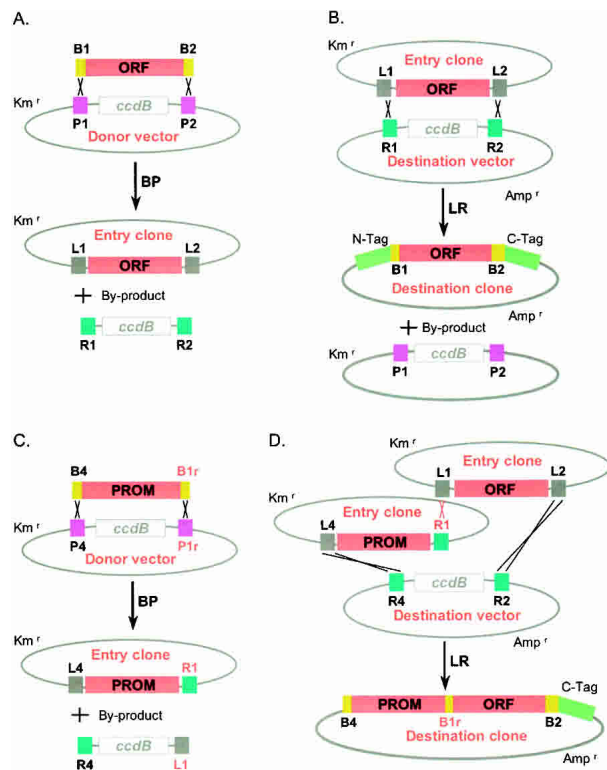 A.
B1 B2
ORF
Km r ccdB
P1 P2
Donor vector
BP
Km r
Entry clone
L1 L2
ORF
+ By-product
ccdB
R1 R2
B.
Km r
Entry clone
L1 L2
ORF
ccdB
R1 R2
Destination vector
Amp r
LR
N-Tag C-Tag
ORF
B1 B2
Destination clone
Amp r
+ By-product
Km r
ccdB
P1 P2
C.
B4 B1r
PROM
Km r ccdB
P4 P1r
Donor vector
BP
Km r
Entry clone
L4 R1
PROM
+ By-product
ccdB
R4 L1
D.
Km r
Entry clone
L1 L2
ORF
Km r
Entry clone
L4 R1
PROM
ccdB
R4 R2
Destination vector
Amp r
LR
C-Tag
PROM ORF
B4 B1r B2
Destination clone
Amp r